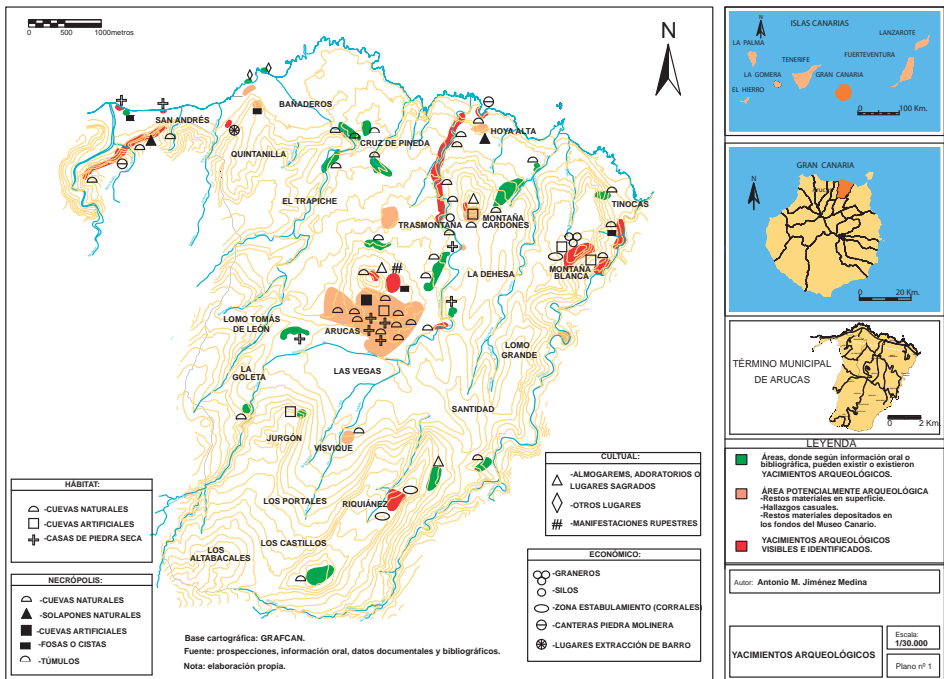 0 500 1000metros
N
SAN ANDRÉS
BAÑADEROS
QUINTANILLA
CRUZ DE PINEDA
HOYA ALTA
EL TRAPICHE
TRASMONTANA
MONTAÑA
CARDONES
TINOCAS
LA DEHESA
MONTAÑA
BLANCA
LOMO TOMÁS
DE LEÓN
ARUCAS
LOMO
GRANDE
LA
GOLETA
LAS VEGAS
SANTIDAD
JURGÓN
VISVIQUE
LOS PORTALES
RIQUIÁNEZ
LOS CASTILLOS
LOS
ALTABACALES
HÁBITAT:
-CUEVAS NATURALES
-CUEVAS ARTIFICIALES
-CASAS DE PIEDRA SECA
NECRÓPOLIS:
-CUEVAS NATURALES
-SOLAPONES NATURALES
-CUEVAS ARTIFICIALES
-FOSAS O CISTAS
-TÚMULOS
Base cartográfica: GRAFCAN.
Fuente: prospecciones, información oral, datos documentales y bibliográficos.
Nota: elaboración propia.
CULTUAL:
-ALMOGAREMS, ADORATORIOS O
LUGARES SAGRADOS
-OTROS LUGARES
-MANIFESTACIONES RUPESTRES
ECONÓMICO:
-GRANEROS
-SILOS
-ZONA ESTABULAMIENTO (CORRALES)
-CANTERAS PIEDRA MOLINERA
-LUGARES EXTRACCIÓN DE BARRO
ISLAS CANARIAS
N
LANZAROTE
LA PALMA
FUERTEVENTURA
TENERIFE
LA GOMERA
GRAN CANARIA
EL HIERRO
0 100 Km.
GRAN CANARIA
N
Arucas
0 20 Km.
TÉRMINO MUNICIPAL
DE ARUCAS
0 2 Km.
LEYENDA
Áreas, donde según información oral o
bibliográfica, pueden existir o existieron
YACIMIENTOS ARQUEOLÓGICOS.
ÁREA POTENCIALMENTE ARQUEOLÓGICA
-Restos materiales en superficie.
-Hallazgos casuales.
-Restos materiales depositados en
los fondos del Museo Canario.
YACIMIENTOS ARQUEOLÓGICOS
VISIBLES E IDENTIFICADOS.
Autor: Antonio M. Jiménez Medina
YACIMIENTOS ARQUEOLÓGICOS
Escala:
1/30.000
Plano nº 1